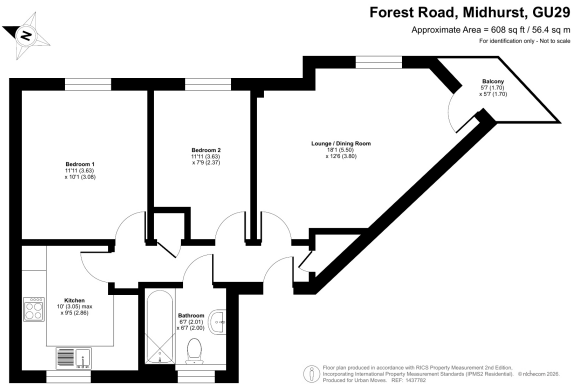 Forest Road, Midhurst, GU29
Approximate Area = 608 sq ft / 56.4 sq m
For identification only - Not to scale
N
Balcony
5'7 (1.70)
x 5'7 (1.70)
Bedroom 1
11'11 (3.63)
x 10'1 (3.08)
Bedroom 2
11'11 (3.63)
x 7'9 (2.37)
Lounge / Dining Room
18'1 (5.50)
x 12'6 (3.80)
Kitchen
10' (3.05) max
x 9'5 (2.86)
Bathroom
6'7 (2.01)
x 6'7 (2.00)
Floor plan produced in accordance with RICS Property Measurement 2nd Edition.
Incorporating International Property Measurement Standards (IPMS2 Residential). © nichecom 2026.
Produced for Urban Moves. REF: 1437762